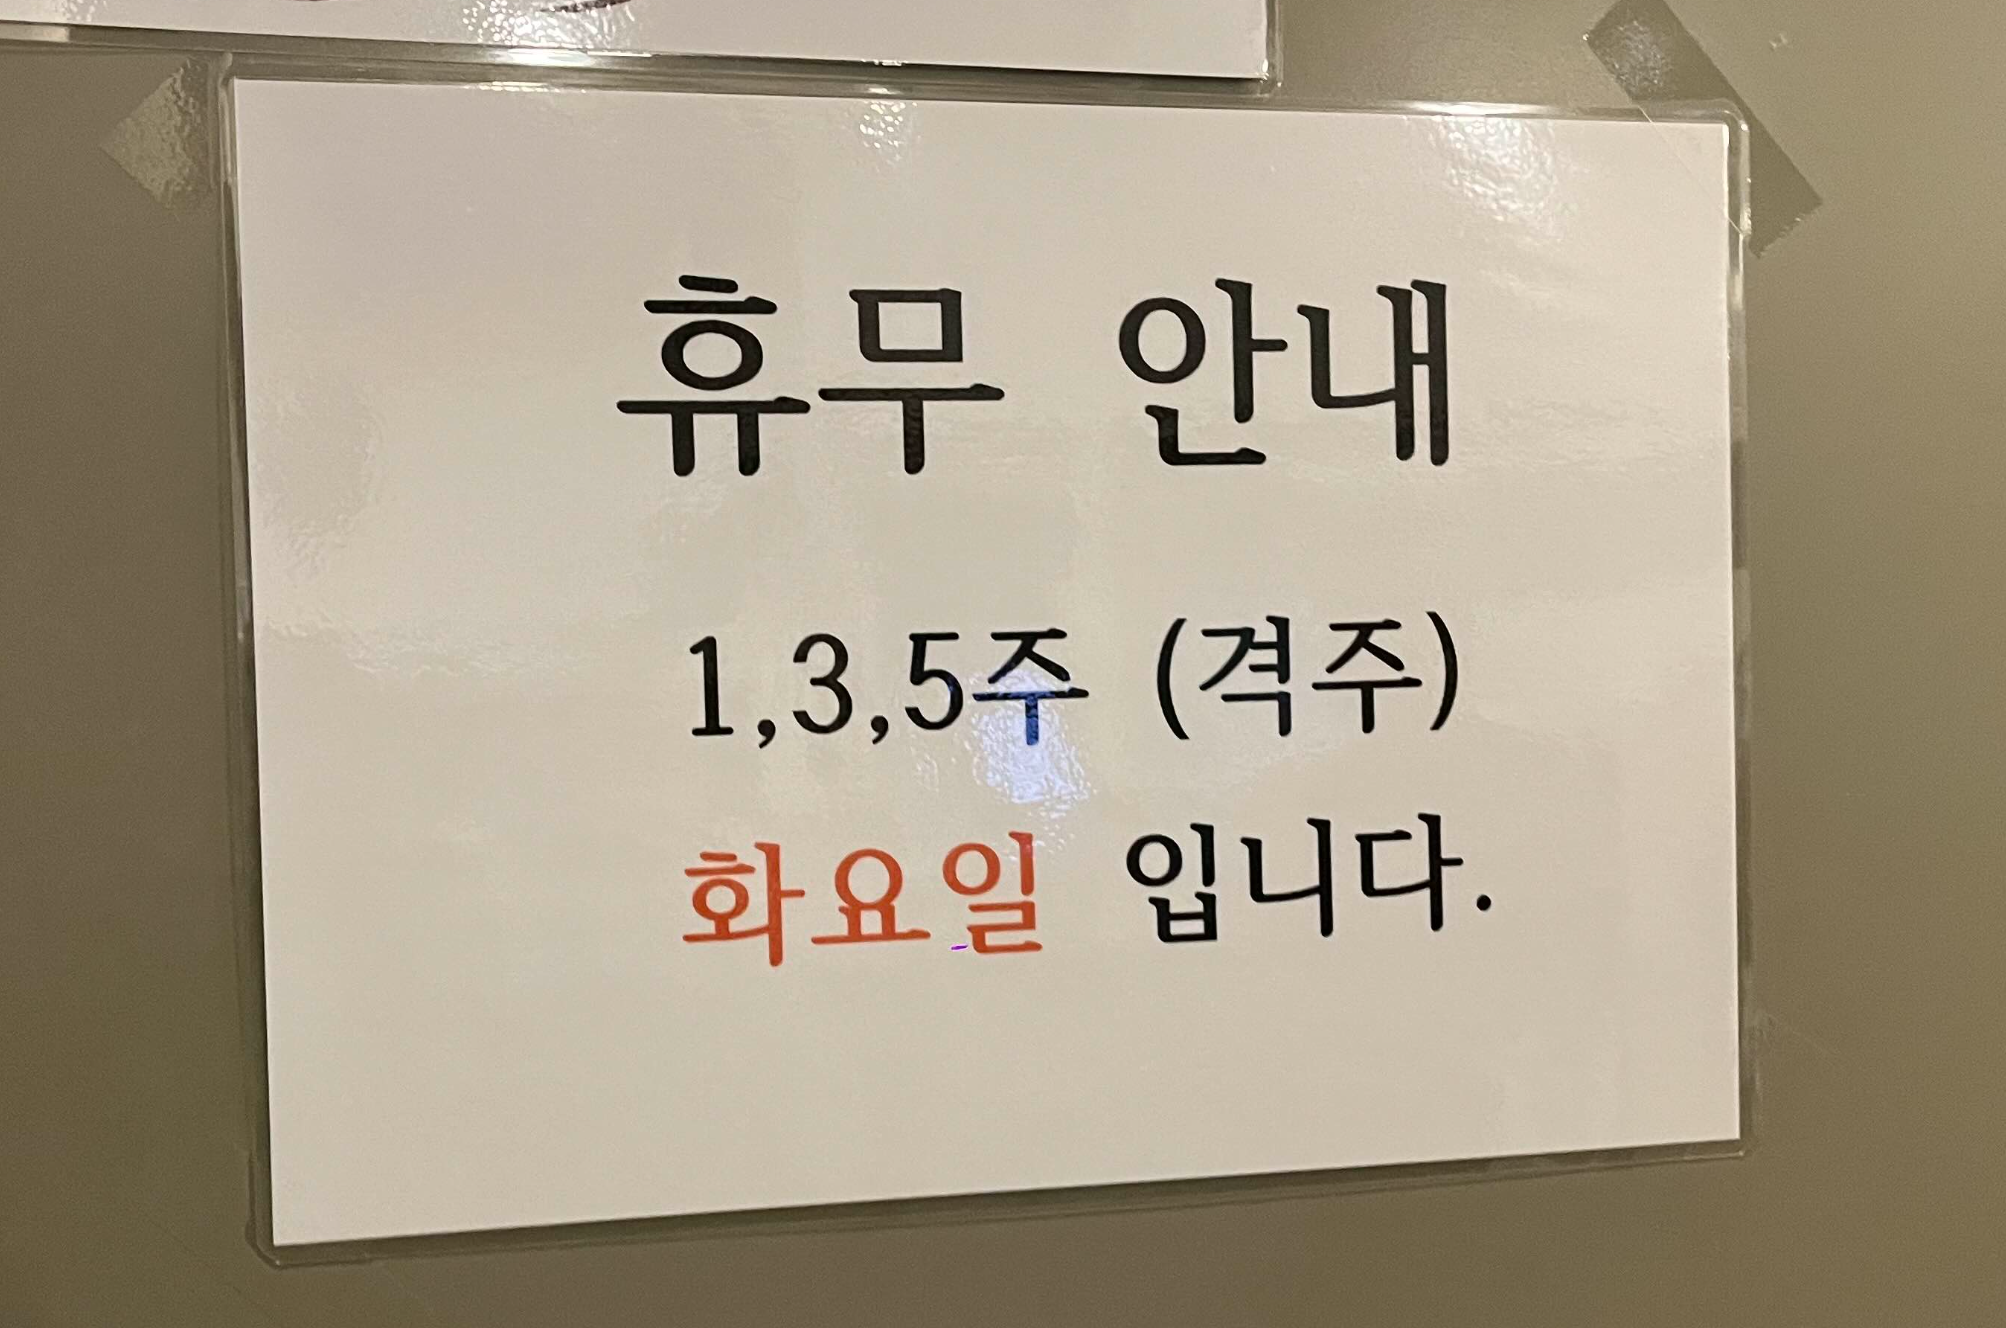 휴무 안내
1,3,5주 (격주)
화요일 입니다.